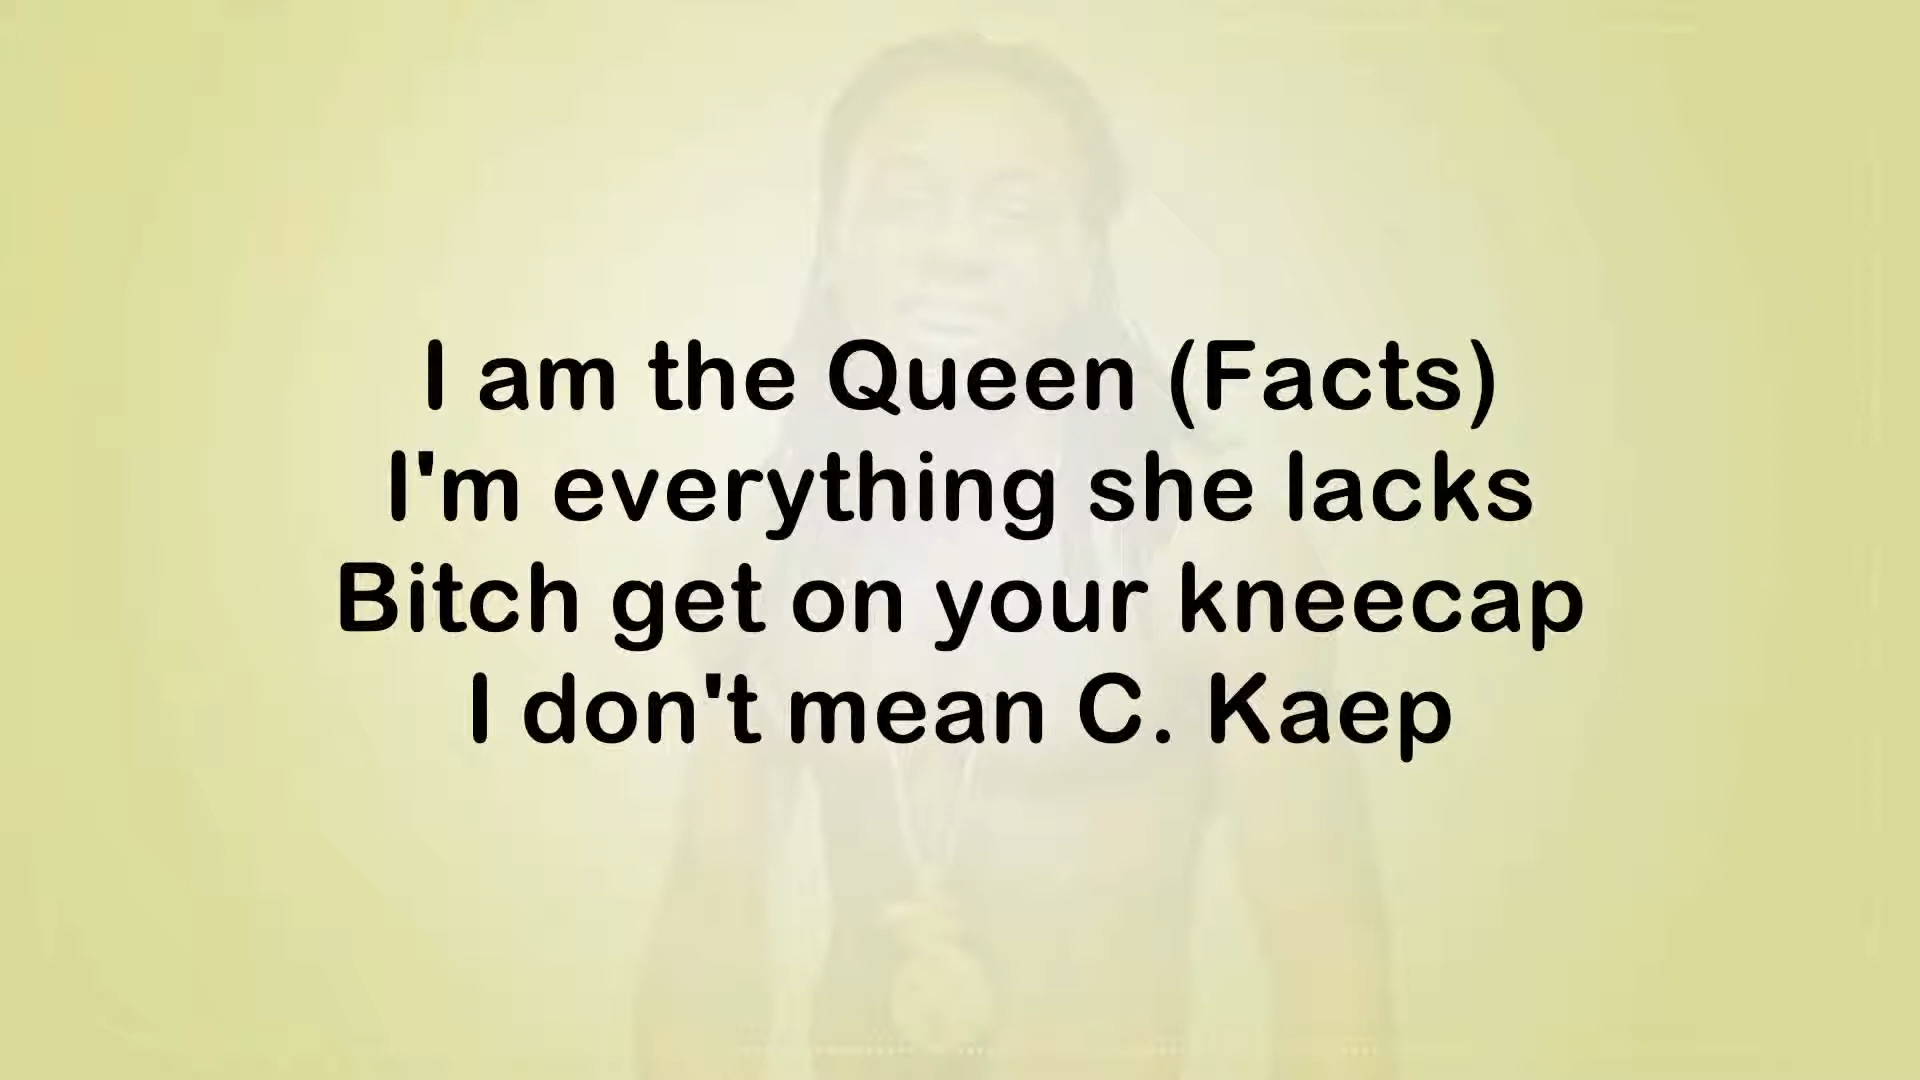 I am the Queen (Facts)
I'm everything she lacks
Bitch get on your kneecap
I don't mean C. Kaep